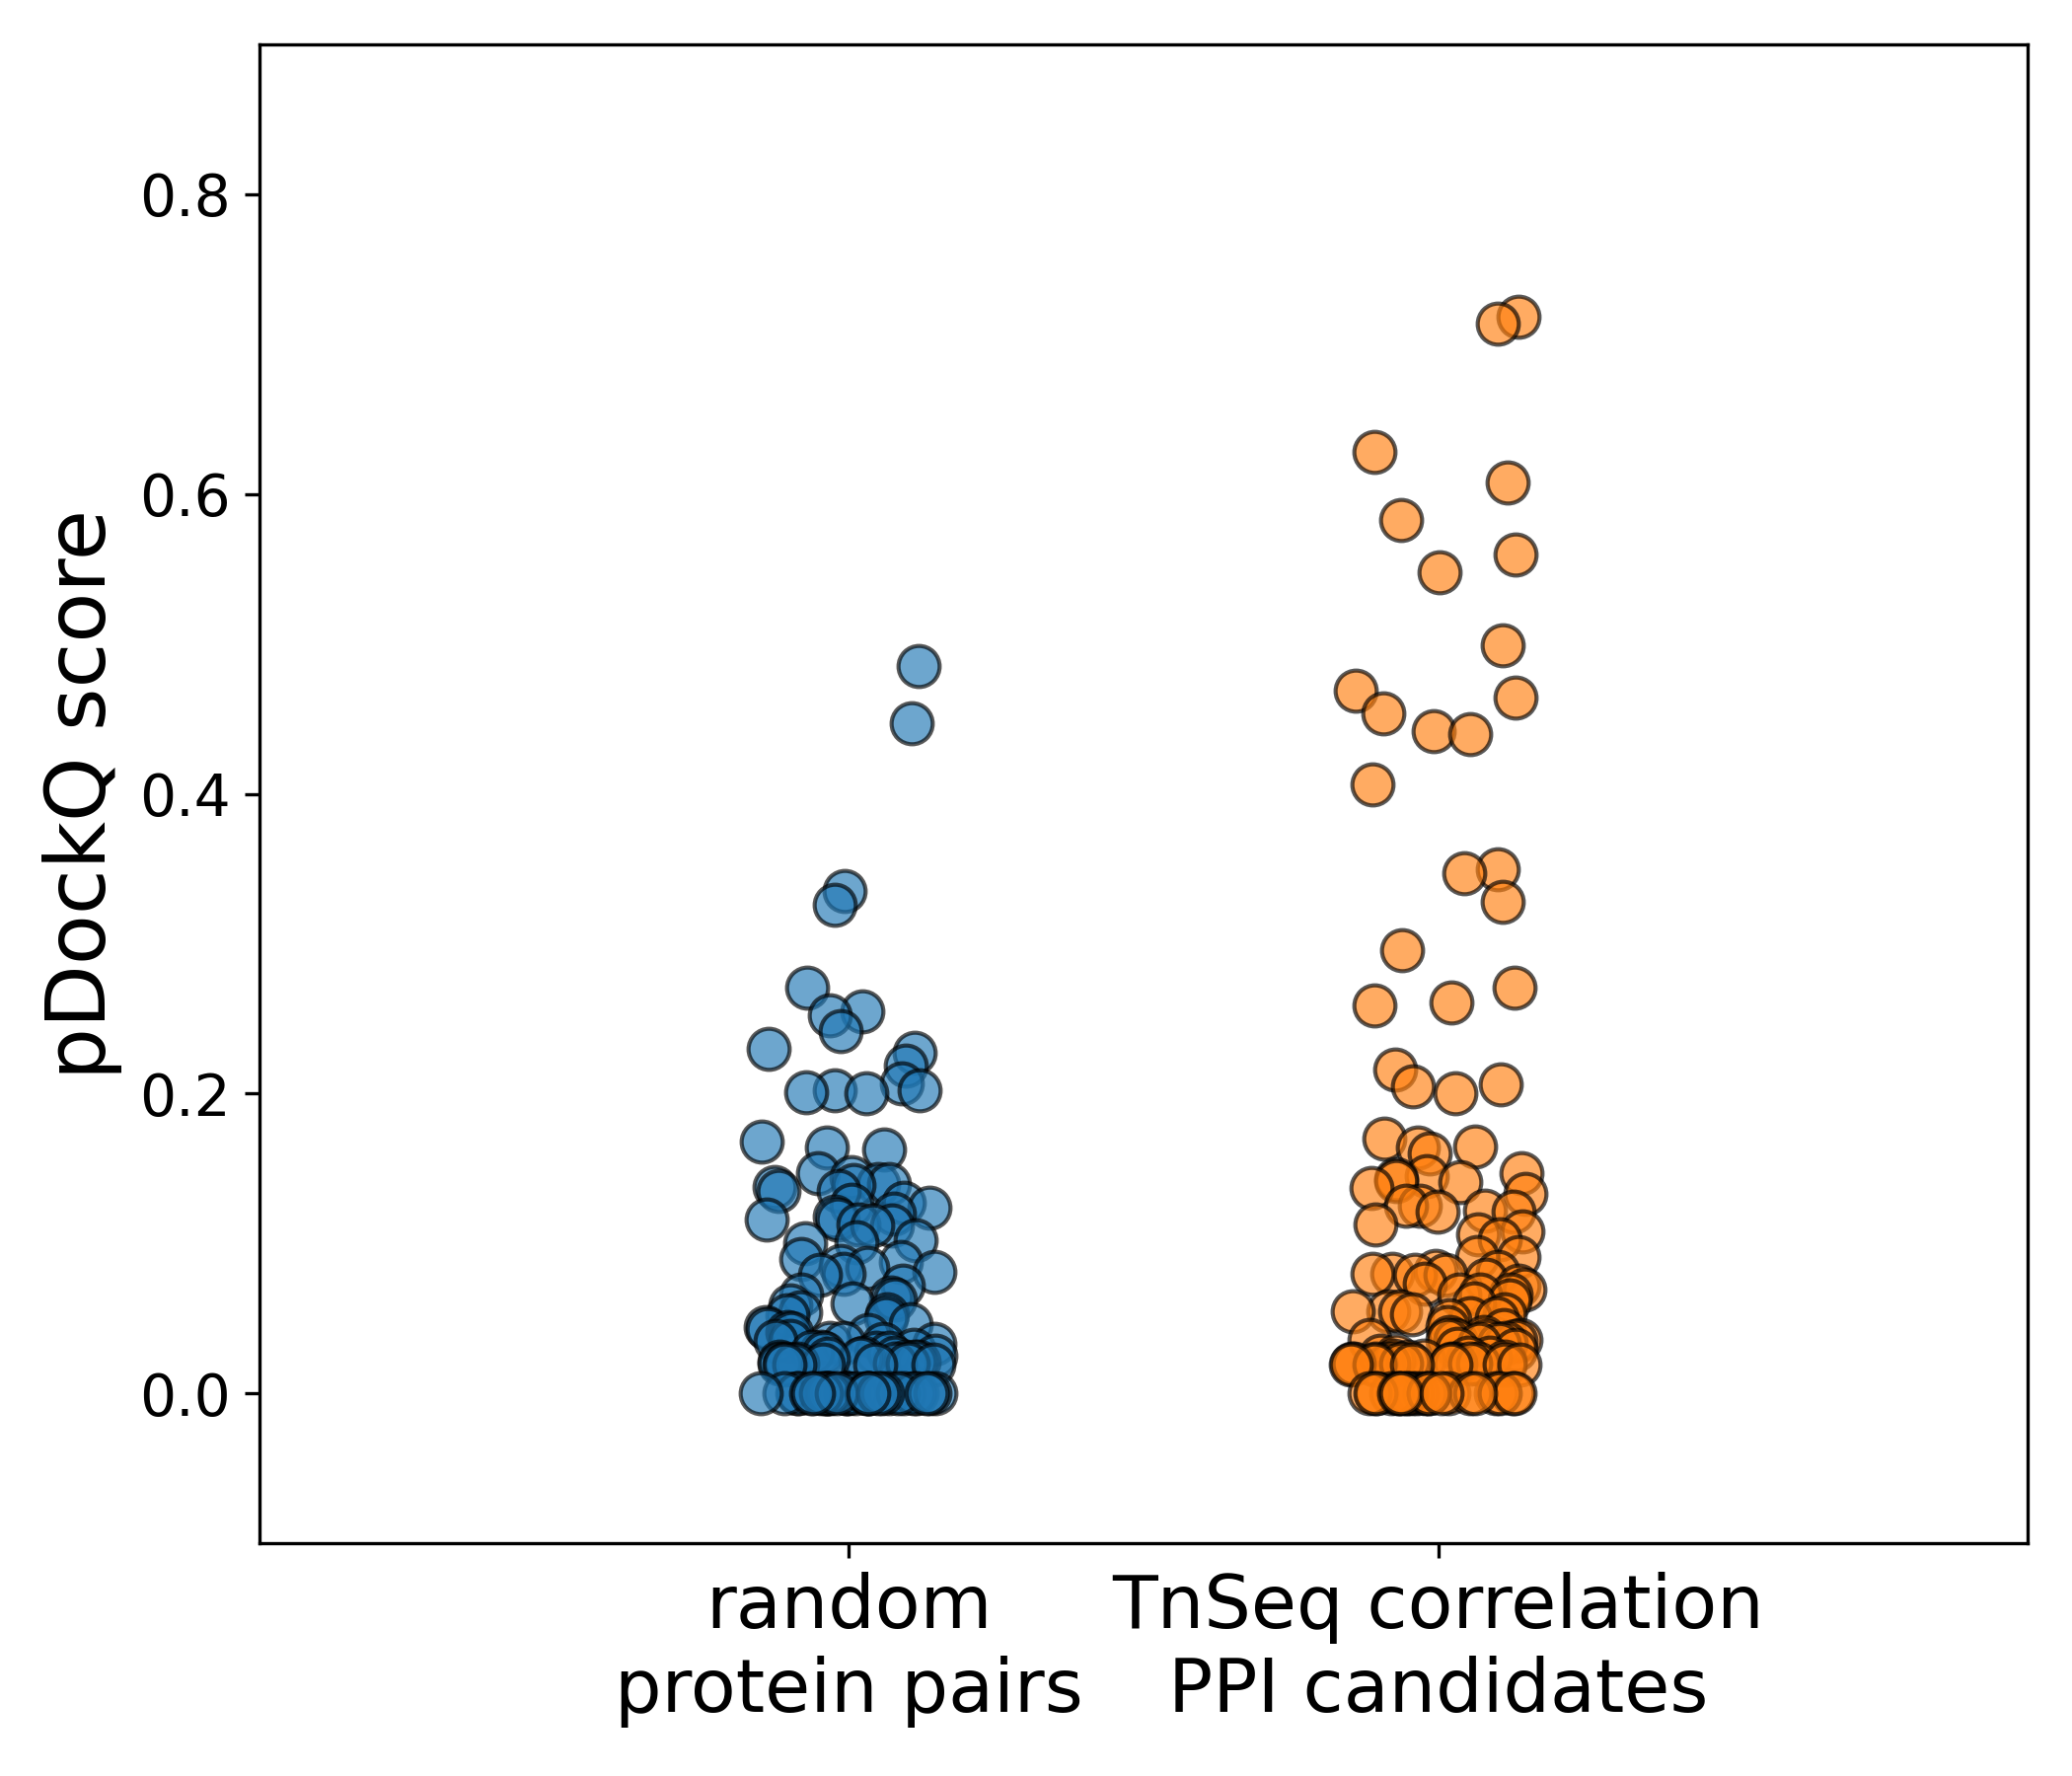 pDockQ score
0.8
0.6
0.4
0.2
0.0
random
protein pairs
TnSeq correlation
PPI candidates